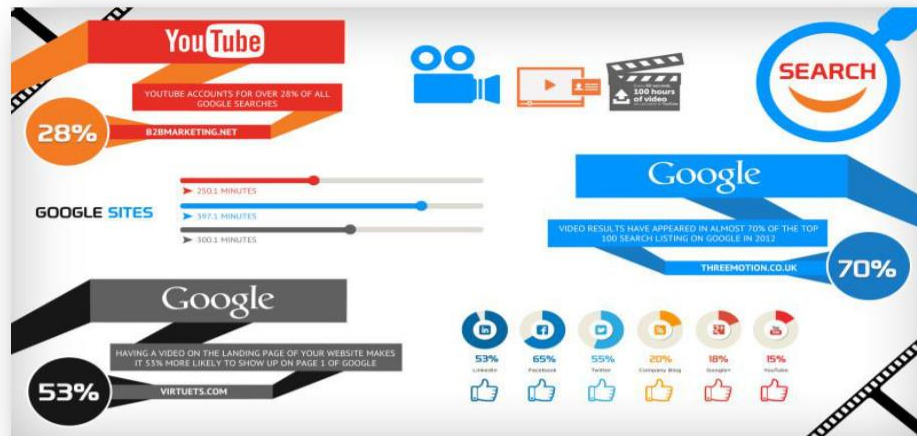 YouTube
YOUTUBE ACCOUNTS FOR OVER 28% OF ALL
GOOGLE SEARCHES
28%
B2BMARKETING.NET
100 hours
of video
SEARCH
GOOGLE SITES
250.1 MINUTES
397.1 MINUTES
300.1 MINUTES
Google
VIDEO RESULTS HAVE APPEARED IN ALMOST 70% OF THE TOP
100 SEARCH LISTING ON GOOGLE IN 2012
THREEMOTION.CO.UK
70%
Google
HAVING A VIDEO ON THE LANDING PAGE OF YOUR WEBSITE MAKES
IT 53% MORE LIKELY TO SHOW UP ON PAGE 1 OF GOOGLE
53%
VIRTUETS.COM
53% 65% 55% 20% 18% 15%
LinkedIn Facebook Twitter Company Blog Google+ YouTube